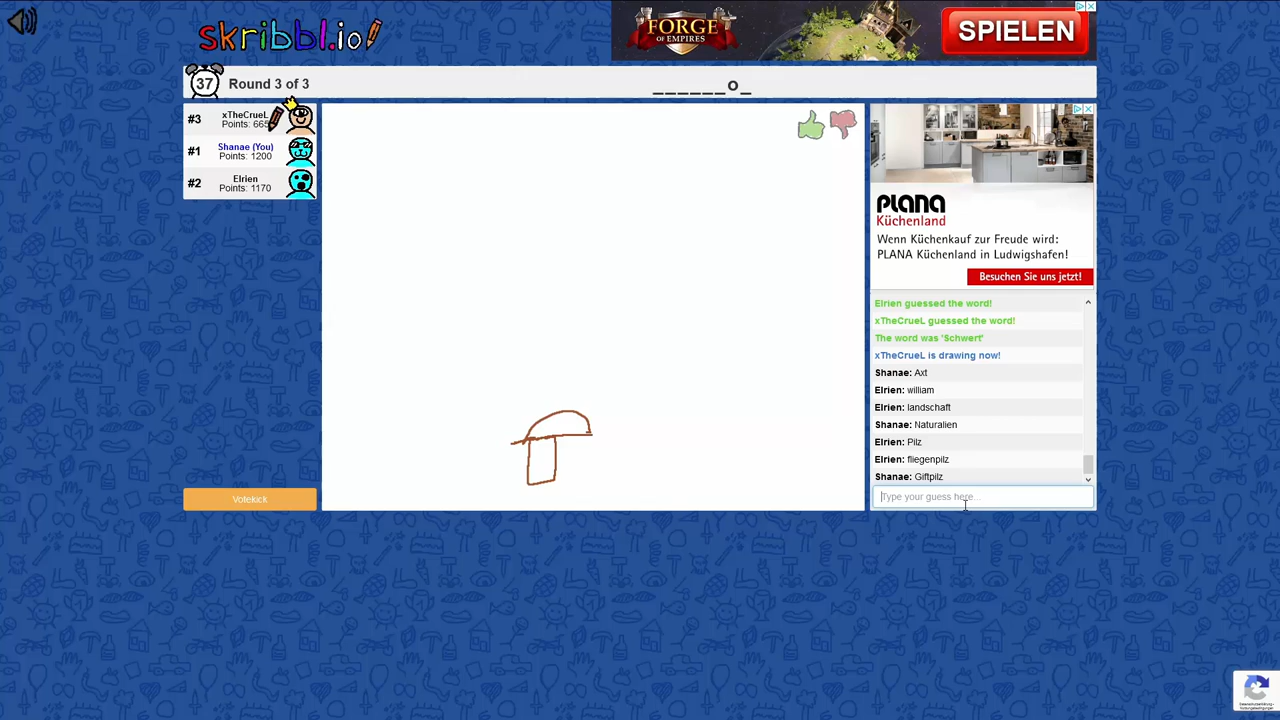 skribbl.io
FORGE
OF EMPIRES
SPIELEN
37
Round 3 of 3
______o_
#3
xTheCrueL
Points: 665
#1
Shanae (You)
Points: 1200
#2
Elrien
Points: 1170
Votekick
PLANA
Küchenland
Wenn Küchenkauf zur Freude wird:
PLANA Küchenland in Ludwigshafen!
Besuchen Sie uns jetzt!
Elrien guessed the word!
xTheCrueL guessed the word!
The word was 'Schwert'
xTheCrueL is drawing now!
Shanae: Axt
Elrien: william
Elrien: landschaft
Shanae: Naturalien
Elrien: Pilz
Elrien: fliegenpilz
Shanae: Giftpilz
Type your guess here...